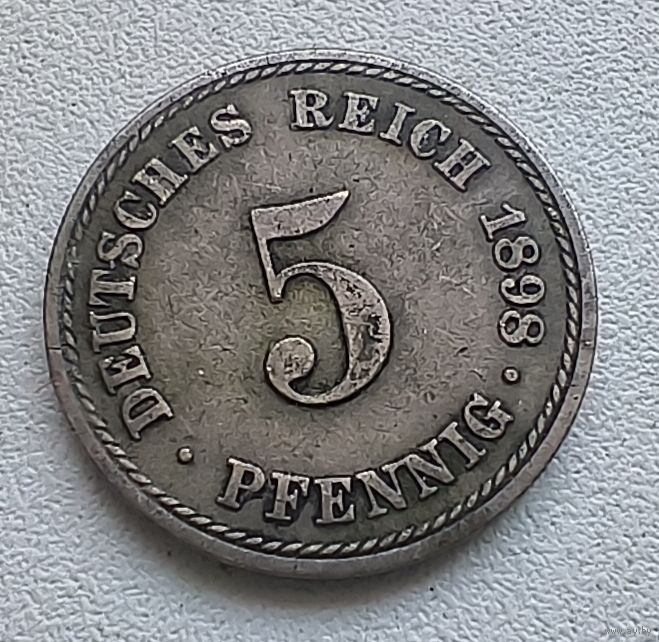 DEUTSCHES REICH 1898
5
· PFENNIG ·